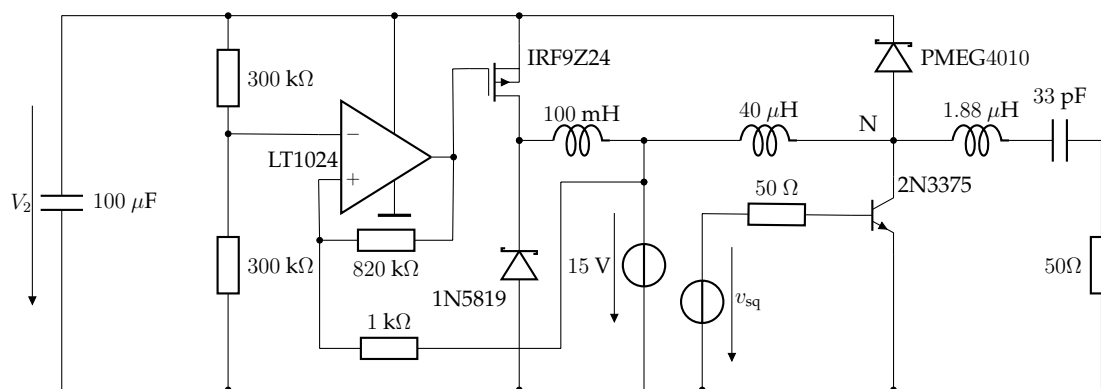 IRF9Z24
PMEG4010
300 kΩ
100 mH
40 μH
N
1.88 μH
33 pF
−
LT1024
+
2N3375
50 Ω
V₂
100 μF
300 kΩ
820 kΩ
15 V
50Ω
1N5819
v_sq
1 kΩ